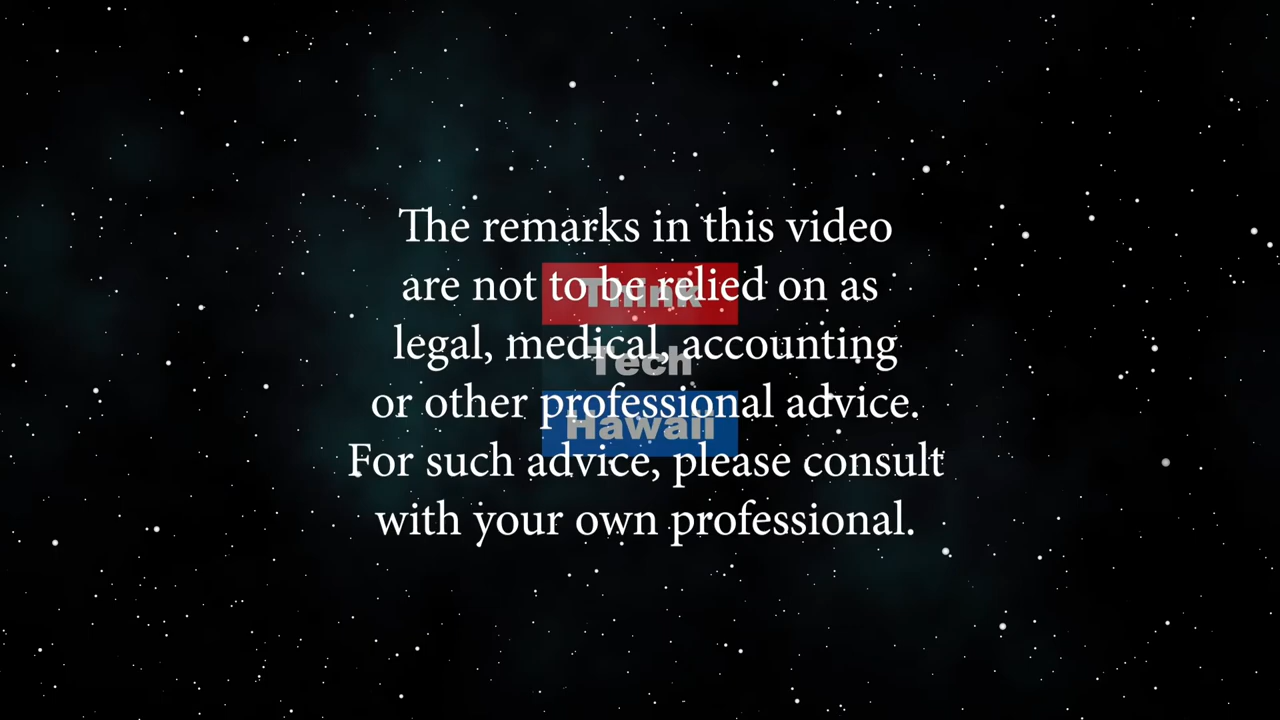 The remarks in this video
are not to be relied on as
legal, medical, accounting
or other professional advice.
For such advice, please consult
with your own professional.
Think
Tech
Hawaii